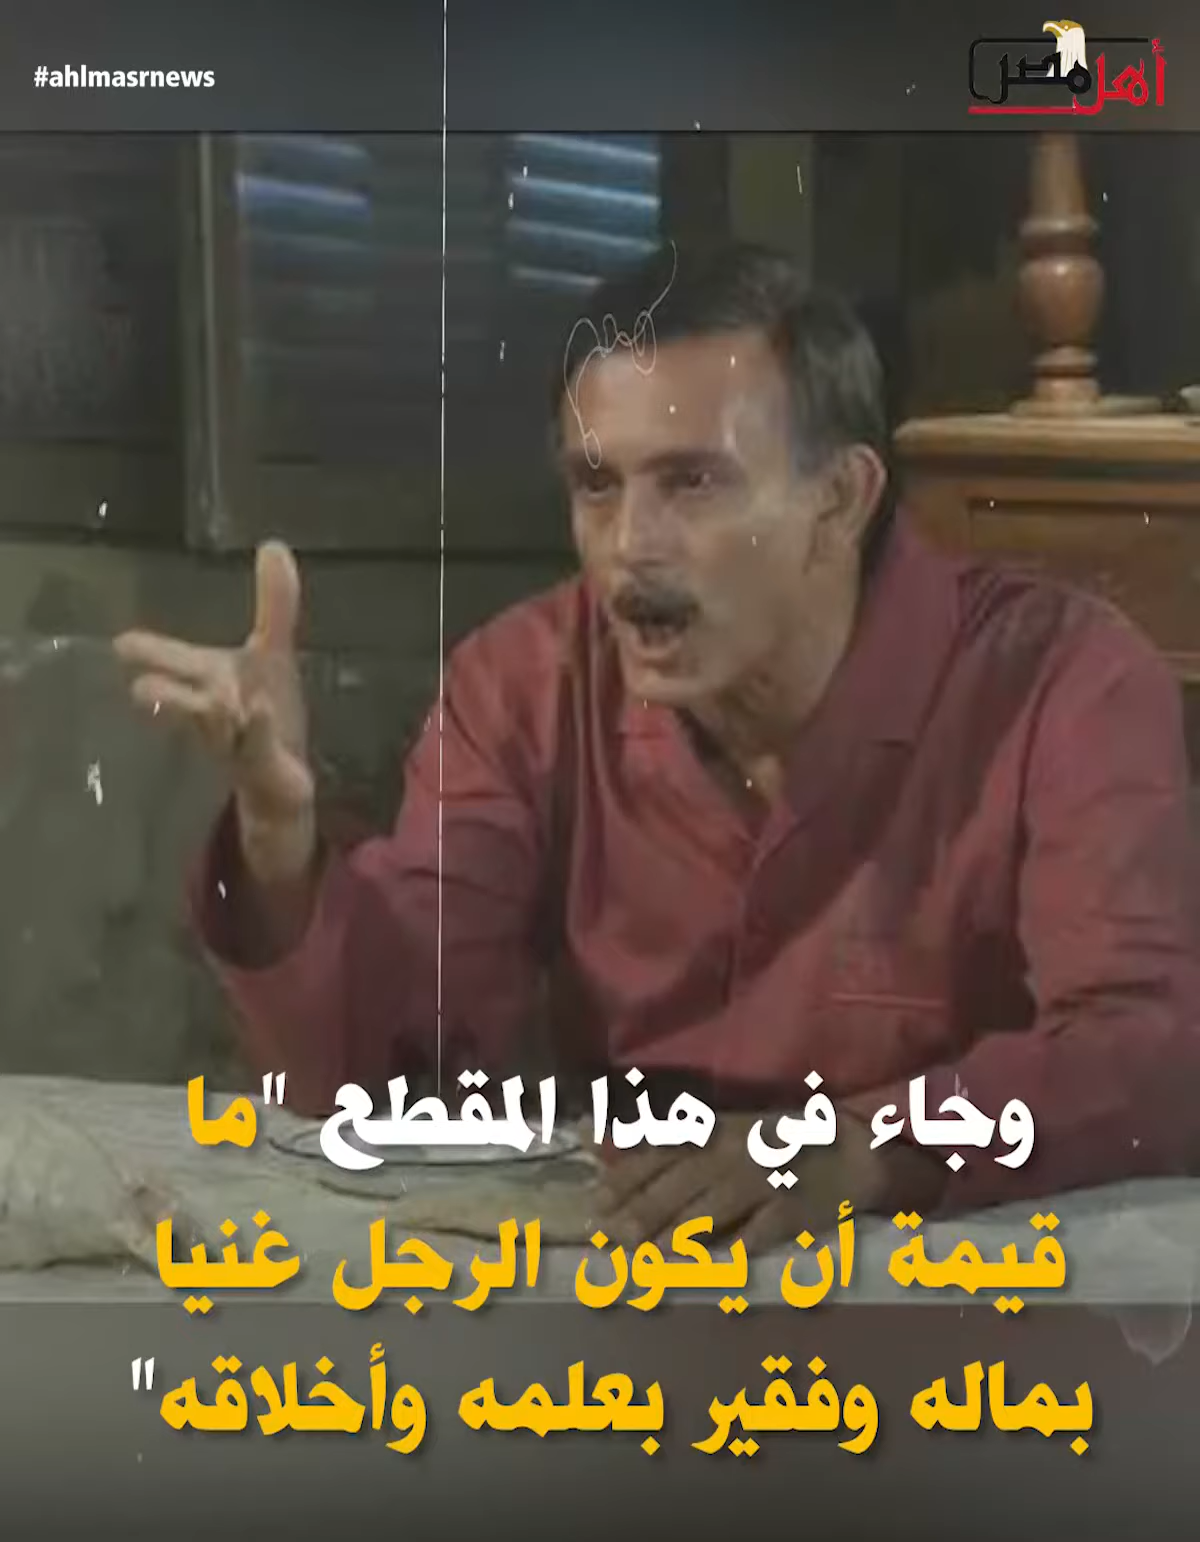 #ahlmasrnews
أهل مصر
وجاء في هذا المقطع "ما
قيمة أن يكون الرجل غنيا
بماله وفقير بعلمه وأخلاقه"